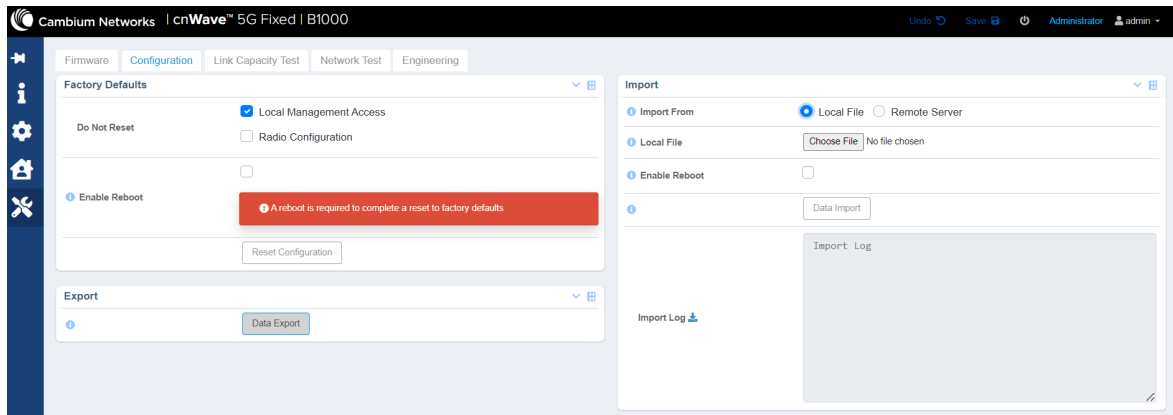 Cambium Networks | cnWave™ 5G Fixed | B1000
Undo Save Administrator admin
Firmware Configuration Link Capacity Test Network Test Engineering
Factory Defaults
Do Not Reset
Local Management Access
Radio Configuration
Enable Reboot
A reboot is required to complete a reset to factory defaults
Reset Configuration
Export
Data Export
Import
Import From Local File Remote Server
Local File Choose File No file chosen
Enable Reboot
Data Import
Import Log
Import Log